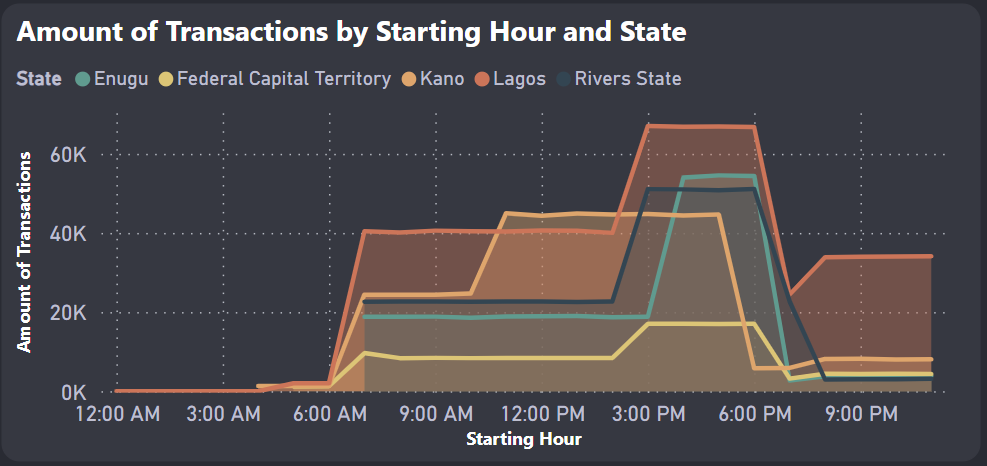 Amount of Transactions by Starting Hour and State
State Enugu Federal Capital Territory Kano Lagos Rivers State
Amount of Transactions
60K
40K
20K
0K
12:00 AM 3:00 AM 6:00 AM 9:00 AM 12:00 PM 3:00 PM 6:00 PM 9:00 PM
Starting Hour